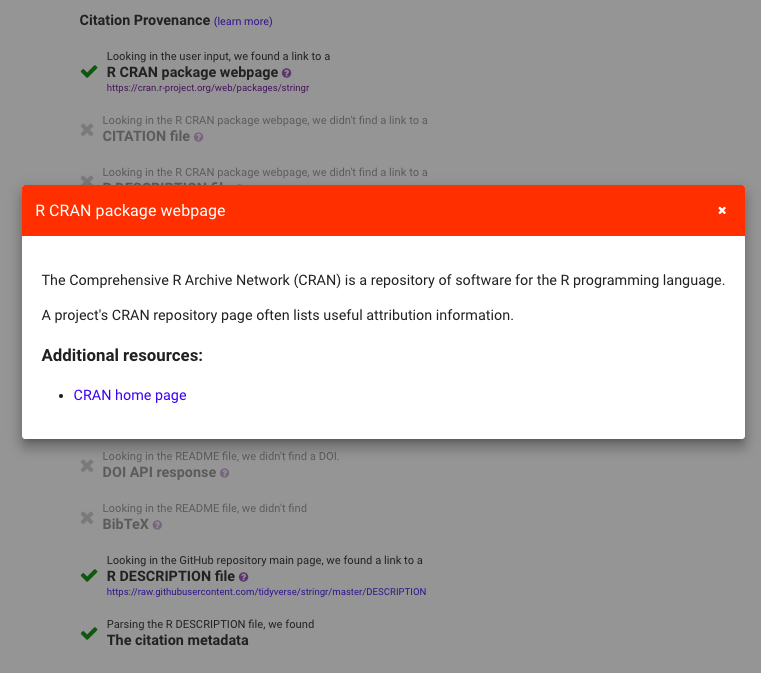 Citation Provenance (learn more)
Looking in the user input, we found a link to a
R CRAN package webpage
https://cran.r-project.org/web/packages/stringr
Looking in the R CRAN package webpage, we didn't find a link to a
CITATION file
Looking in the R CRAN package webpage, we didn't find a link to a
R DESCRIPTION file
R CRAN package webpage
The Comprehensive R Archive Network (CRAN) is a repository of software for the R programming language.
A project's CRAN repository page often lists useful attribution information.
Additional resources:
• CRAN home page
Looking in the README file, we didn't find a DOI.
DOI API response
Looking in the README file, we didn't find
BibTeX
Looking in the GitHub repository main page, we found a link to a
R DESCRIPTION file
https://raw.githubusercontent.com/tidyverse/stringr/master/DESCRIPTION
Parsing the R DESCRIPTION file, we found
The citation metadata